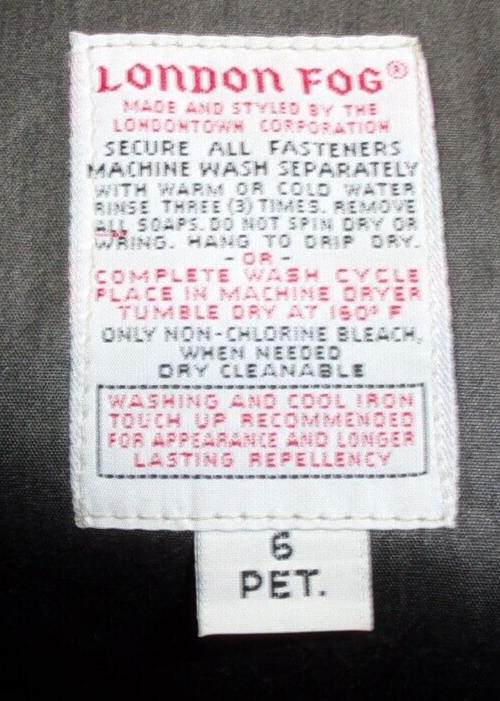 LONDON FOG®
MADE AND STYLED BY THE
LONDONTOWN CORPORATION
SECURE ALL FASTENERS
MACHINE WASH SEPARATELY
WITH WARM OR COLD WATER
RINSE THREE (3) TIMES. REMOVE
ALL SOAPS. DO NOT SPIN DRY OR
WRING. HANG TO DRIP DRY.
- OR -
COMPLETE WASH CYCLE
PLACE IN MACHINE DRYER
TUMBLE DRY AT 160° F
ONLY NON-CHLORINE BLEACH,
WHEN NEEDED
DRY CLEANABLE
WASHING AND COOL IRON
TOUCH UP RECOMMENDED
FOR APPEARANCE AND LONGER
LASTING REPELLENCY
6
PET.